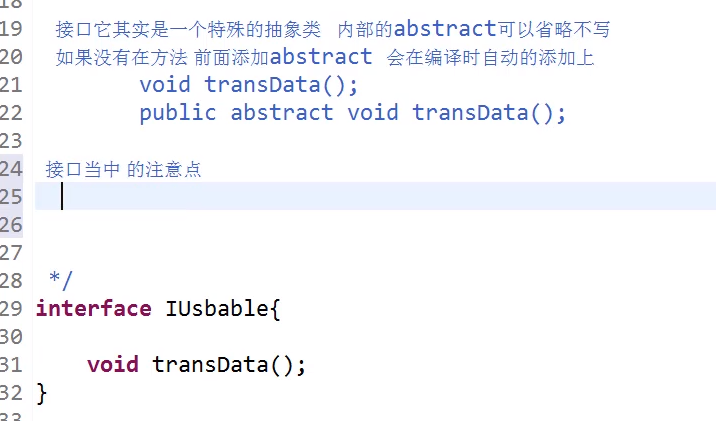 18
19 接口它其实是一个特殊的抽象类 内部的abstract可以省略不写
20 如果没有在方法 前面添加abstract 会在编译时自动的添加上
21 void transData();
22 public abstract void transData();
23
24 接口当中 的注意点
25
26
27
28 */
29 interface IUsbable{
30
31 void transData();
32 }
33